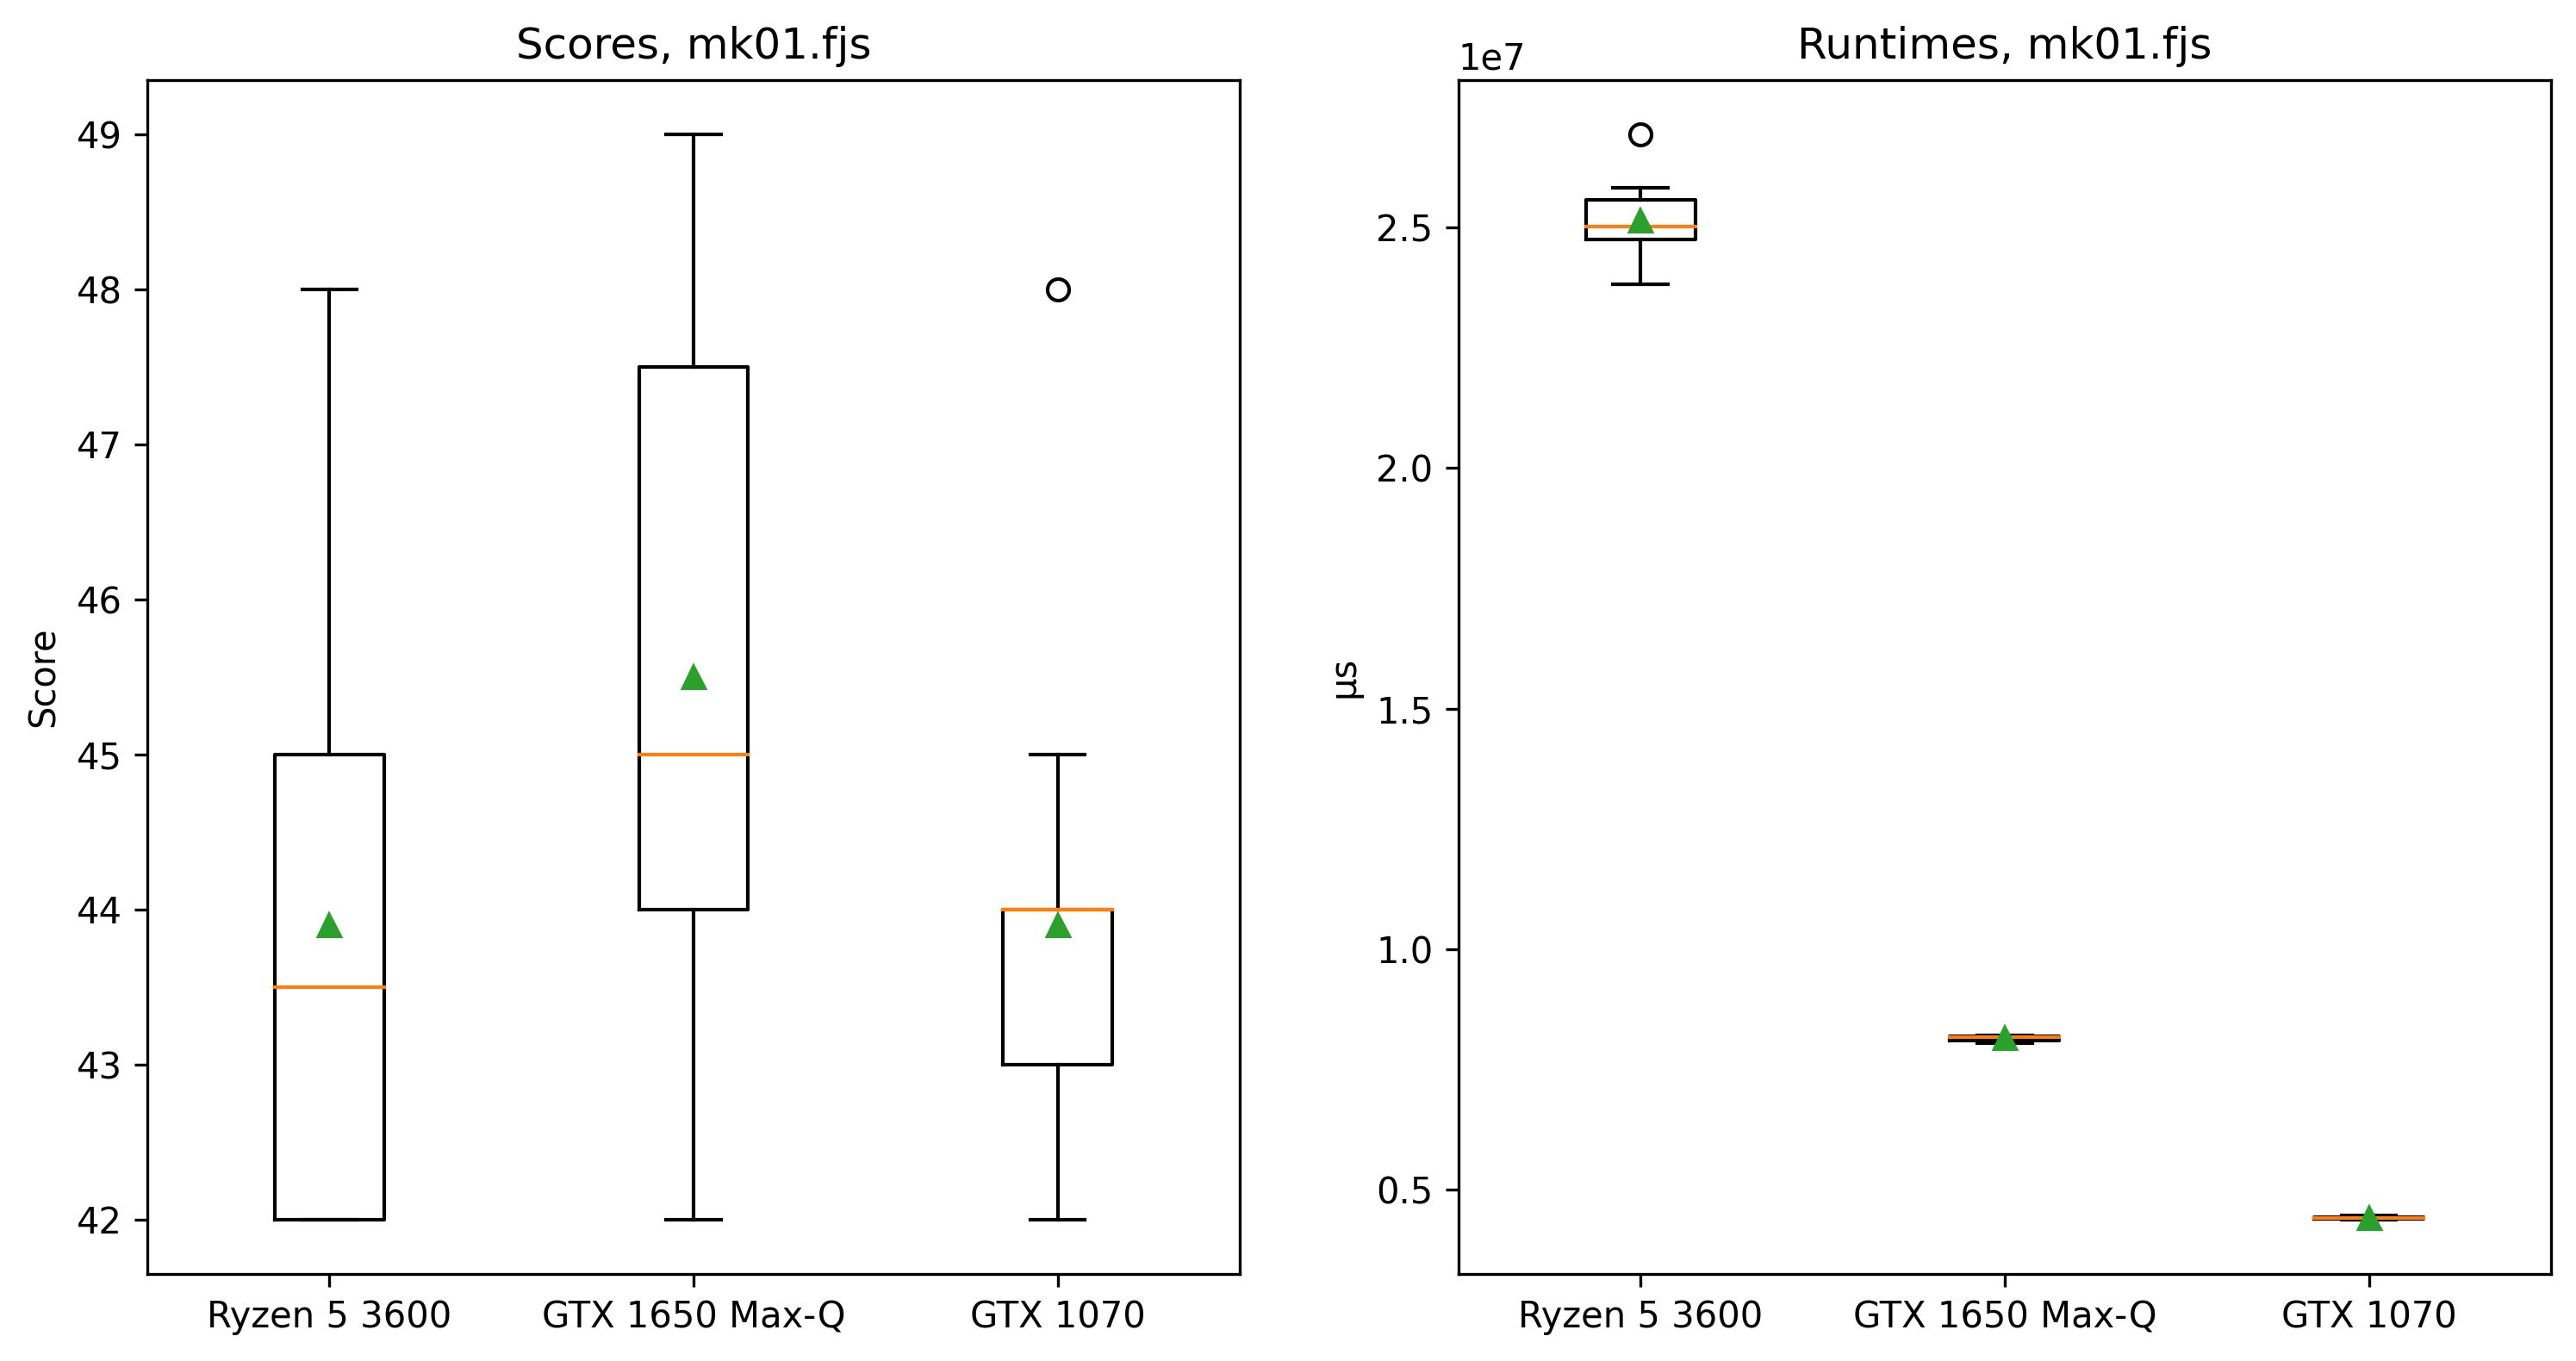 Scores, mk01.fjs
Score
49
48
47
46
45
44
43
42
Ryzen 5 3600
GTX 1650 Max-Q
GTX 1070
Runtimes, mk01.fjs
1e7
µs
2.5
2.0
1.5
1.0
0.5
Ryzen 5 3600
GTX 1650 Max-Q
GTX 1070